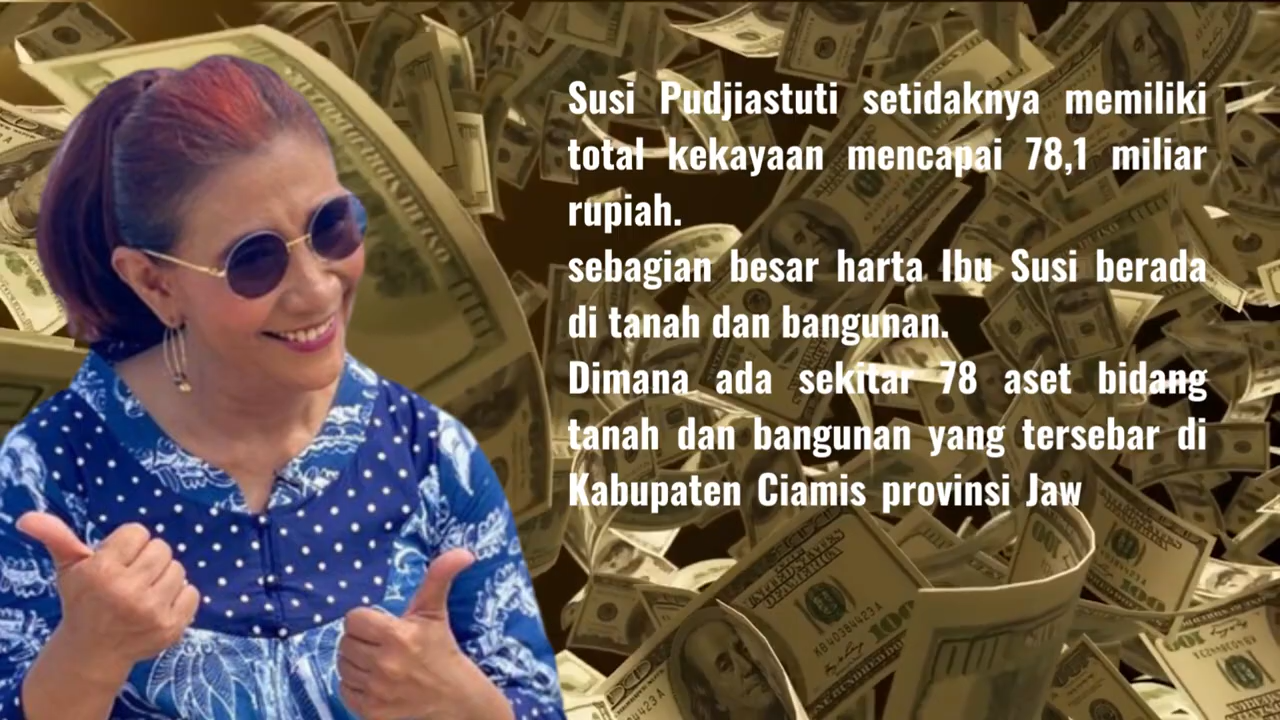 Susi Pudjiastuti setidaknya memiliki
total kekayaan mencapai 78,1 miliar
rupiah.
sebagian besar harta Ibu Susi berada
di tanah dan bangunan.
Dimana ada sekitar 78 aset bidang
tanah dan bangunan yang tersebar di
Kabupaten Ciamis provinsi Jaw